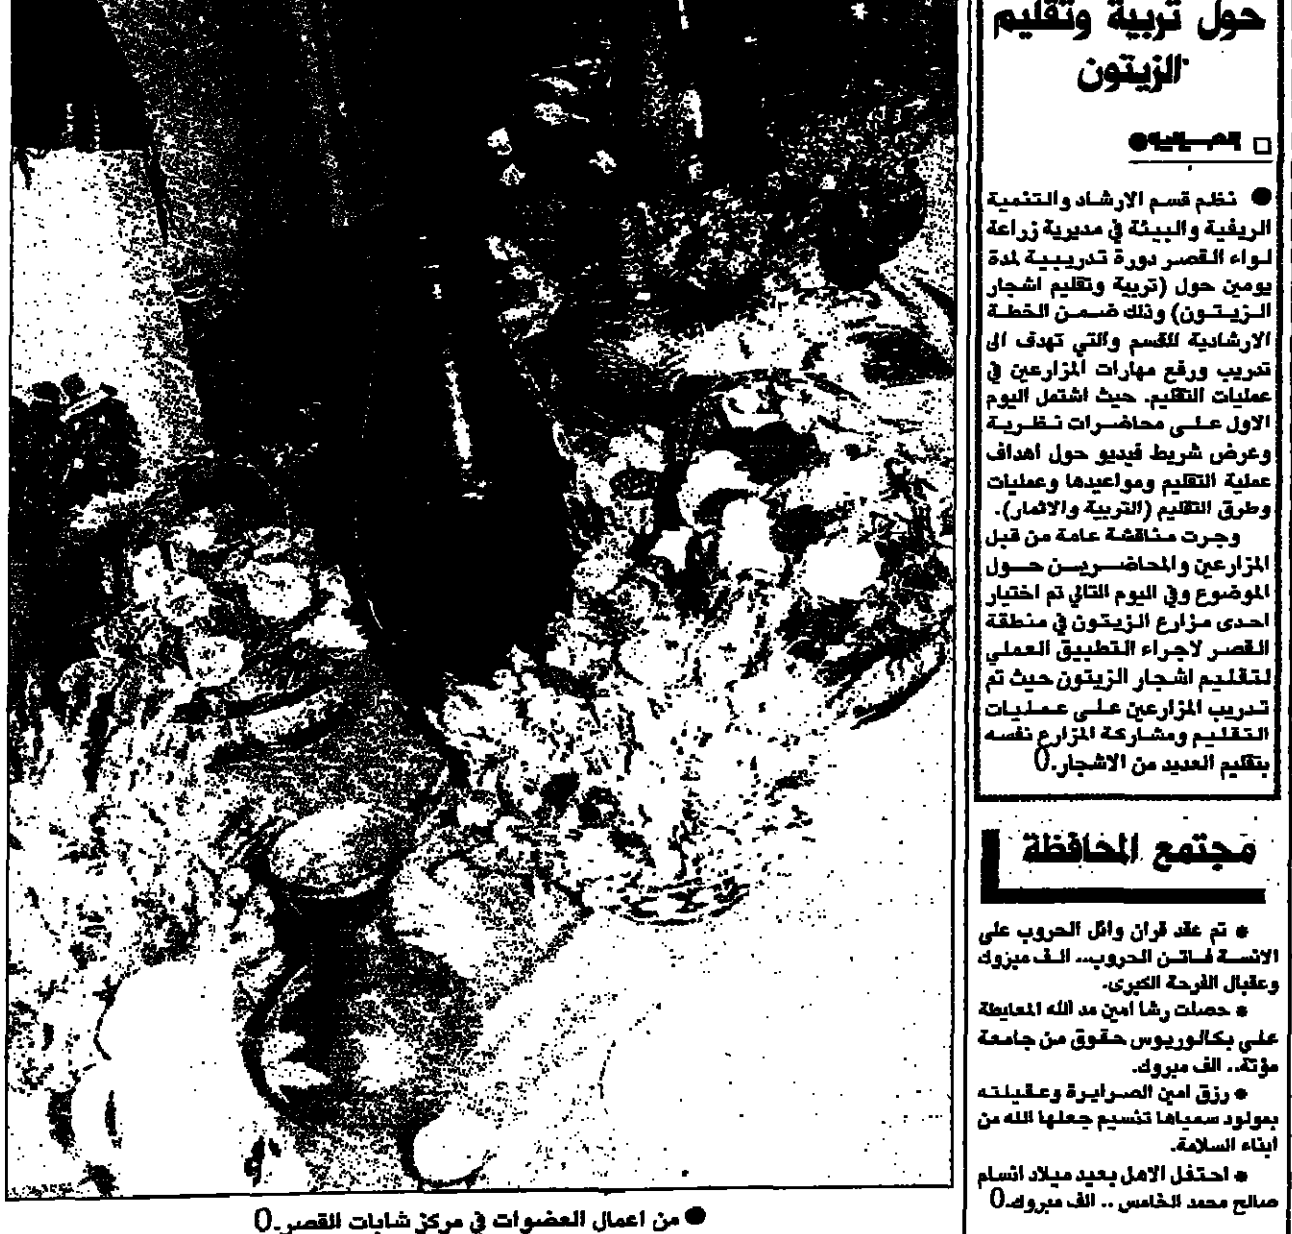 حول تربية وتقليم
الزيتون
● نظم قسم الارشاد والتنمية
الريفية والبيئة في مديرية زراعة
لواء القصر دورة تدريبية لمدة
يومين حول (تربية وتقليم اشجار
الزيتون) وذلك ضمن الخطة
الارشادية للقسم والتي تهدف الى
تدريب ورفع مهارات المزارعين في
عمليات التقليم. حيث اشتمل اليوم
الاول على محاضرات نظرية
وعرض شريط فيديو حول اهداف
عملية التقليم ومواعيدها وعمليات
وطرق التقليم (التربية والاثمار).
وجرت مناقشة عامة من قبل
المزارعين والمحاضرين حول
الموضوع وفي اليوم التالي تم اختيار
احدى مزارع الزيتون في منطقة
القصر لاجراء التطبيق العملي
لتقليم اشجار الزيتون حيث تم
تدريب المزارعين على عمليات
التقليم ومشاركة المزارع نفسه
بتقليم العديد من الاشجار.()
مجتمع المحافظة
* تم عقد قران وائل الحروب على
الانسة فاتن الحروب.. الف مبروك
وعقبال الفرحة الكبرى.
* حصلت رشا امين مد الله المعايطة
على بكالوريوس حقوق من جامعة
مؤتة.. الف مبروك.
* رزق امين الصرايرة وعقيلته
بمولود سمياها تنسيم جعلها الله من
ابناء السلامة.
* احتفل الاهل بعيد ميلاد انسام
صالح محمد الخامس .. الف مبروك.()
● من اعمال العضوات في مركز شابات القصر.()